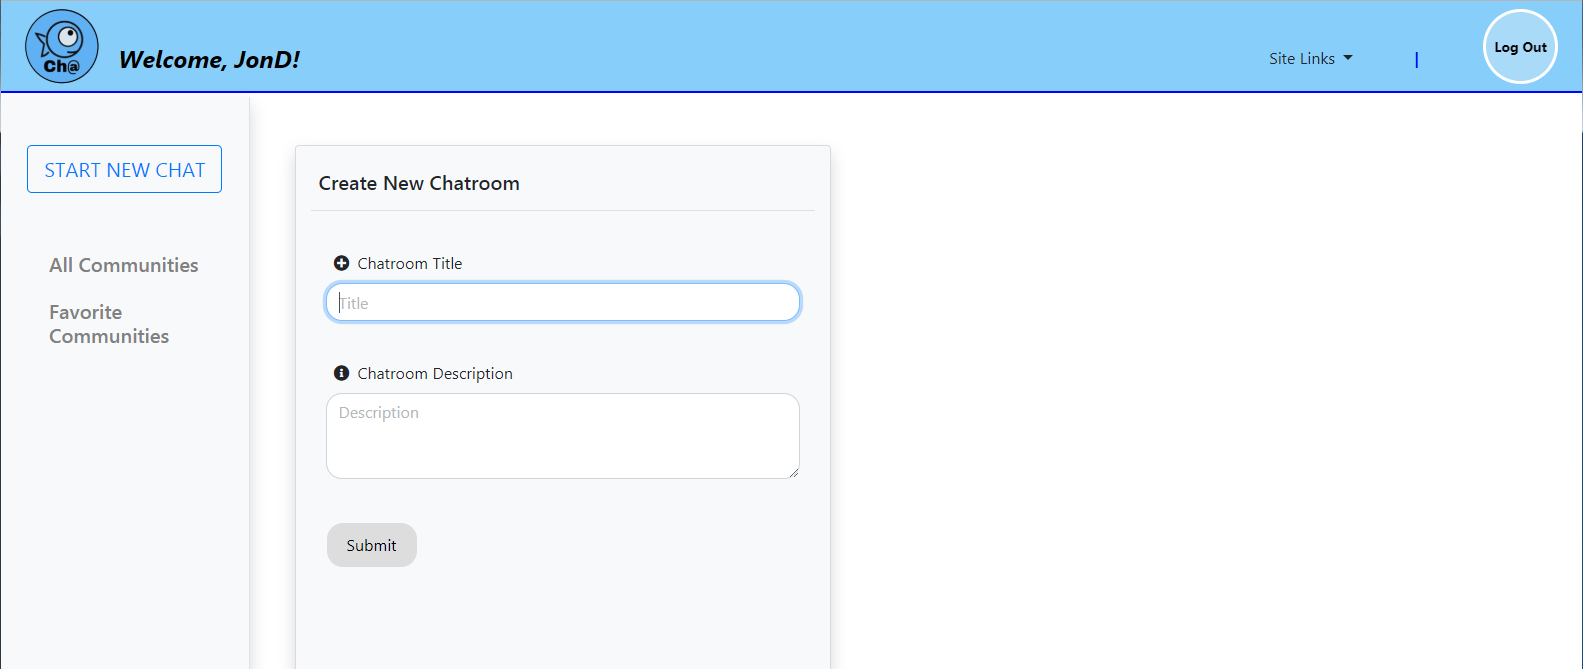 Ch@
Welcome, JonD!
Site Links
|
Log Out
START NEW CHAT
All Communities
Favorite
Communities
Create New Chatroom
Chatroom Title
Title
Chatroom Description
Description
Submit